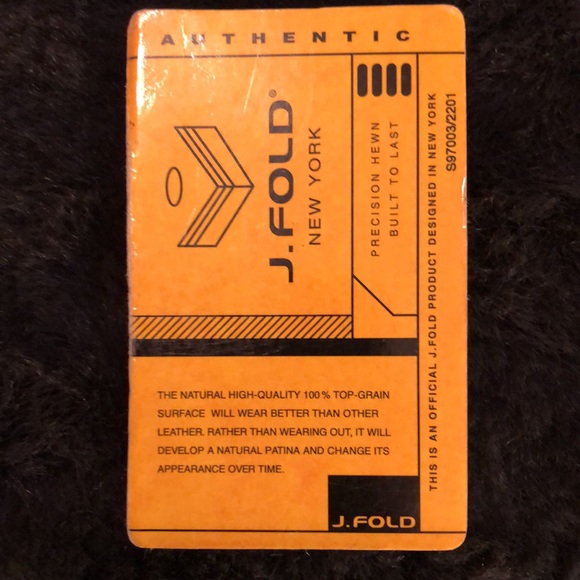 AUTHENTIC
J.FOLD®
NEW YORK
PRECISION HEWN
BUILT TO LAST
S97003/2201
THIS IS AN OFFICIAL J.FOLD PRODUCT DESIGNED IN NEW YORK
THE NATURAL HIGH-QUALITY 100% TOP-GRAIN
SURFACE WILL WEAR BETTER THAN OTHER
LEATHER. RATHER THAN WEARING OUT, IT WILL
DEVELOP A NATURAL PATINA AND CHANGE ITS
APPEARANCE OVER TIME.
J.FOLD